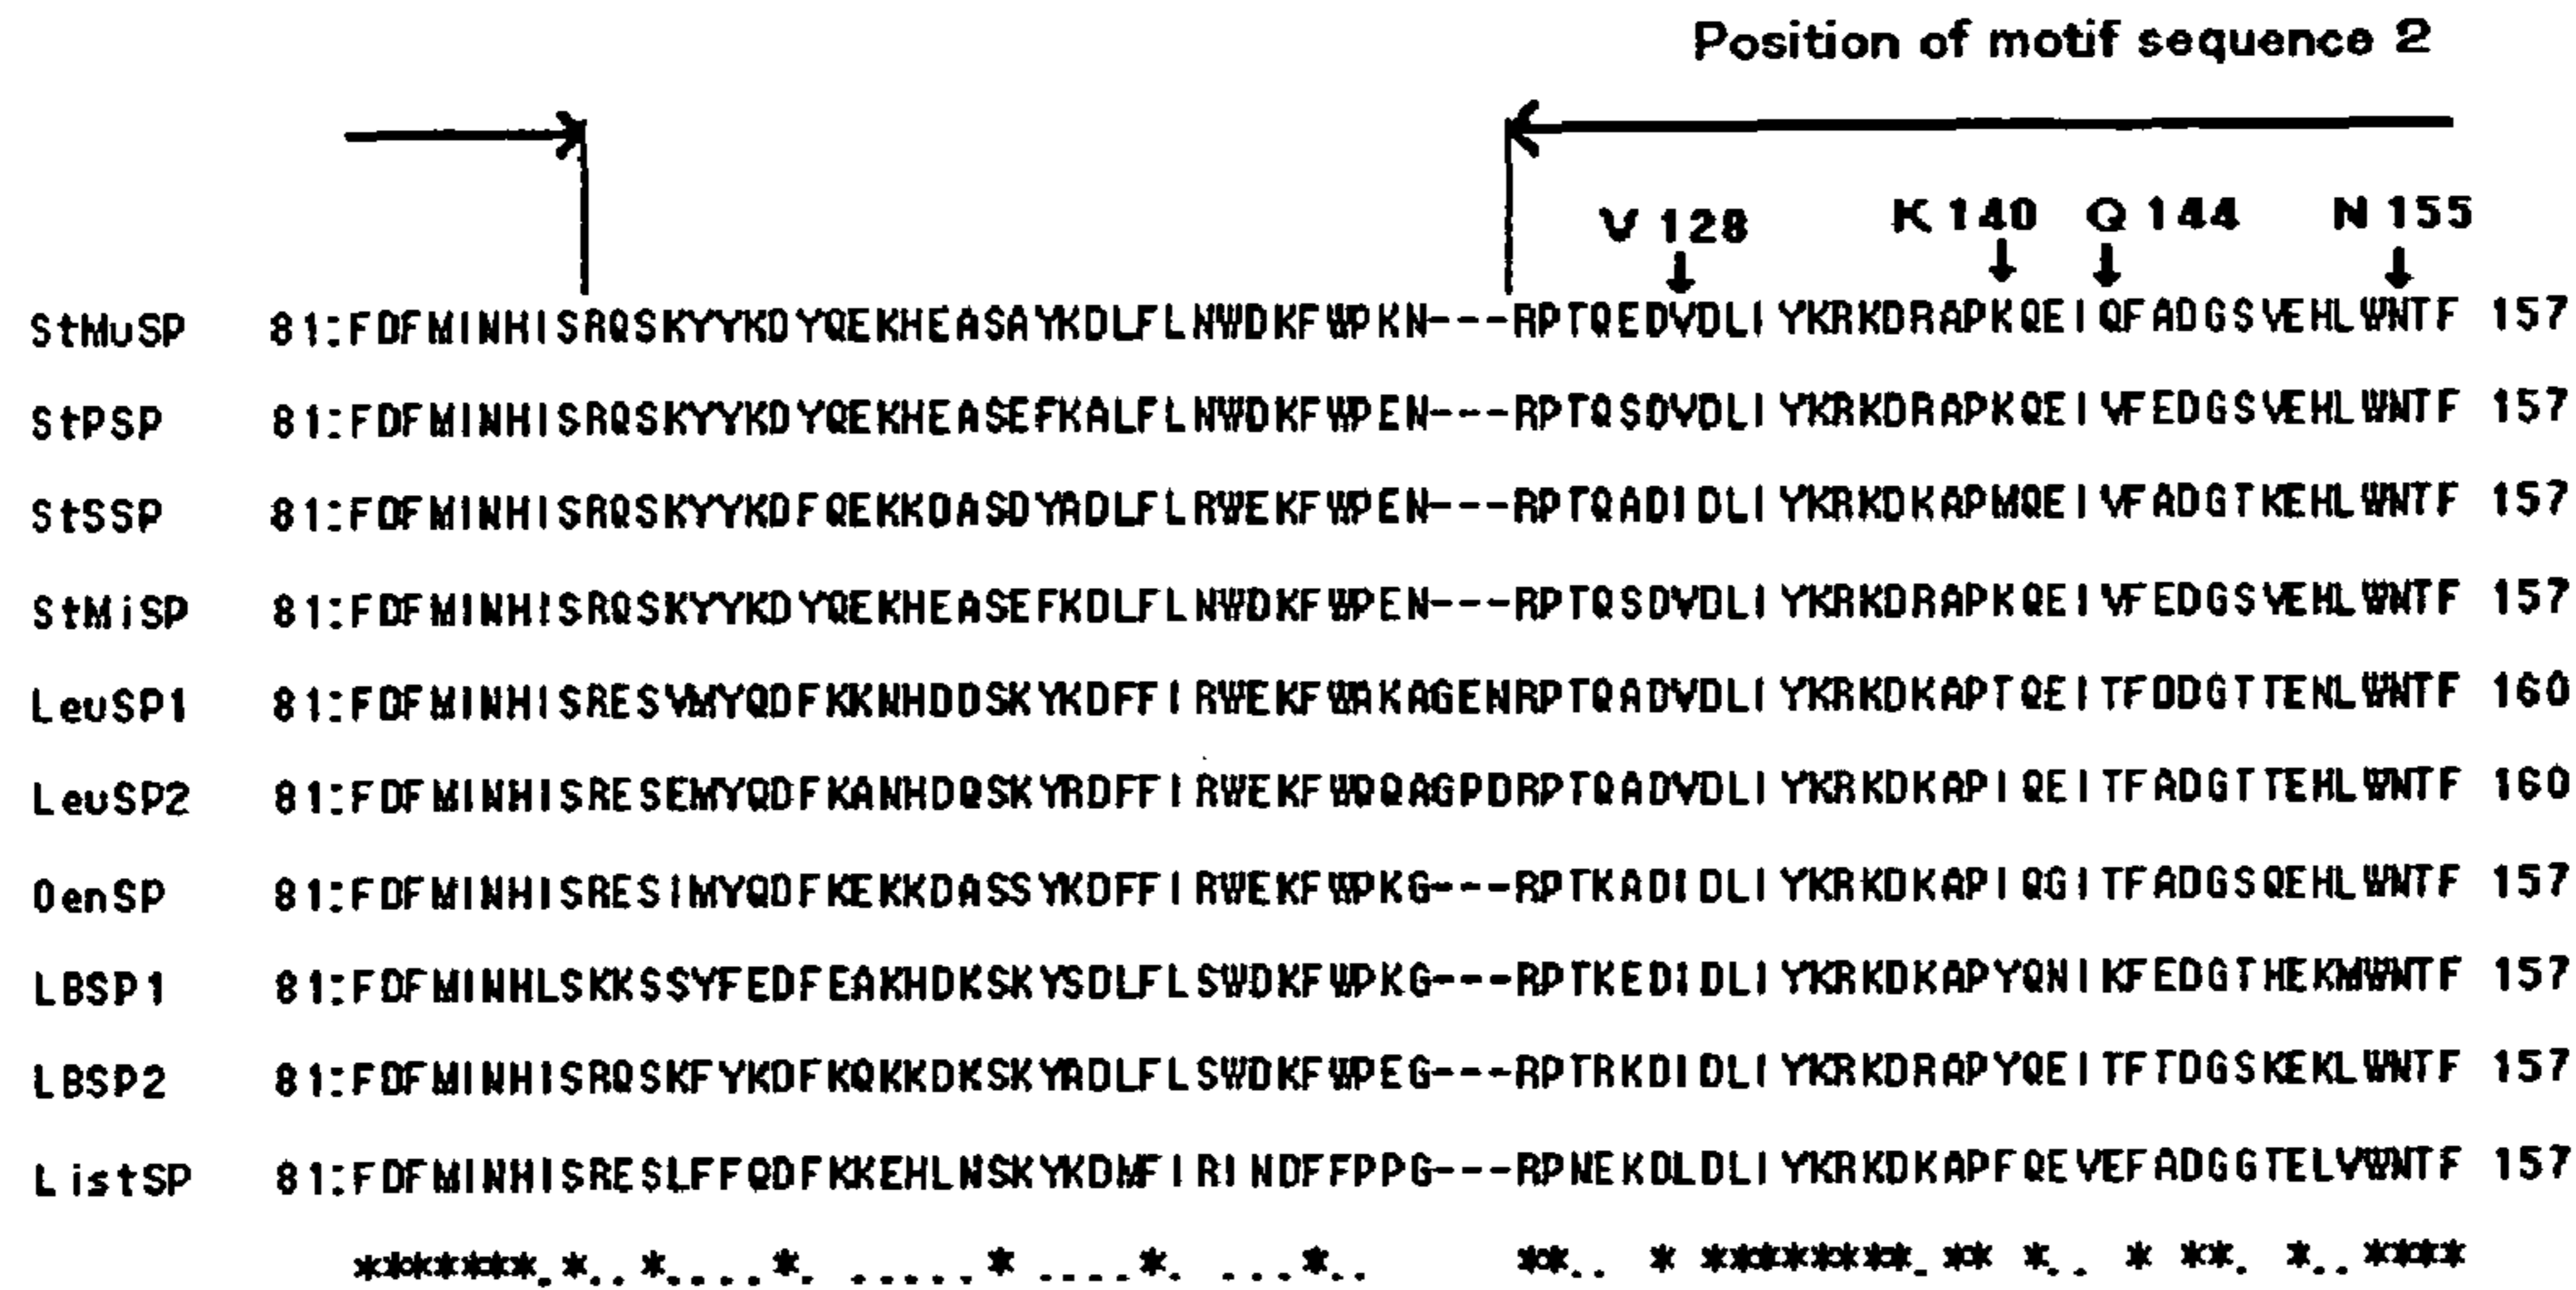 Position of motif sequence 2
V 128 K 140 Q 144 N 155
StMuSP 81:FDFMINHISRQSKYYKDYQEKHEASAYKDLFLNWDKFWPKN---RPTQEDVDLIYKRKDRAPKQEIQFADGSVEHLWNTF 157
StPSP 81:FDFMINHISRQSKYYKDYQEKHEASEFKALFLNWDKFWPEN---RPTQSDVDLIYKRKDRAPKQEIVFEDGSVEHLWNTF 157
StSSP 81:FDFMINHISRQSKYYKDFQEKKDASDYADLFLRWEKFWPEN---RPTQADIDLIYKRKDKAPMQEIVFADGTKEHLWNTF 157
StMiSP 81:FDFMINHISRQSKYYKDYQEKHEASEFKDLFLNWDKFWPEN---RPTQSDVDLIYKRKDRAPKQEIVFEDGSVEHLWNTF 157
LeuSP1 81:FDFMINHISRESVMYQDFKKNHDDSKYKDFFIRWEKFWAKAGENRPTQADVDLIYKRKDKAPTQEITFDDGTTENLWNTF 160
LeuSP2 81:FDFMINHISRESEMYQDFKANHDQSKYRDFFIRWEKFWQQAGPDRPTQADVDLIYKRKDKAPIQEITFADGTTEHLWNTF 160
OenSP 81:FDFMINHISRESIMYQDFKEKKDASSYKDFFIRWEKFWPKG---RPTKADIDLIYKRKDKAPIQGITFADGSQEHLWNTF 157
LBSP1 81:FDFMINHLSKKSSYFEDFEAKHDKSKYSDLFLSWDKFWPKG---RPTKEDIDLIYKRKDKAPYQNIKFEDGTHEKMWNTF 157
LBSP2 81:FDFMINHISRQSKFYKDFKQKKDKSKYADLFLSWDKFWPEG---RPTRKDIDLIYKRKDRAPYQEITFTDGSKEKLWNTF 157
ListSP 81:FDFMINHISRESLFFQDFKKEHLNSKYKDMFIRINDFFPPG---RPNEKDLDLIYKRKDKAPFQEVEFADGGTELVWNTF 157
*******.*..*....*. .....* ....*. ...*.. **.. * ********.** *.. * **. *..****